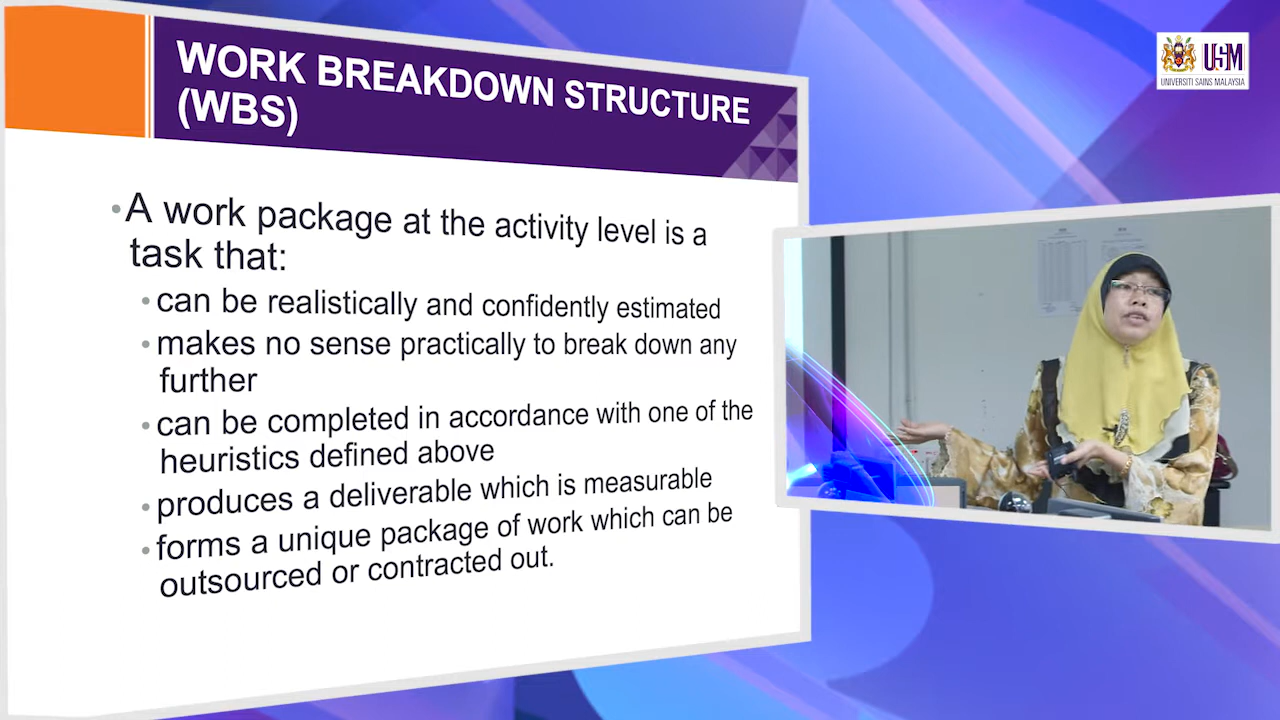 WORK BREAKDOWN STRUCTURE
(WBS)
•A work package at the activity level is a
task that:
•can be realistically and confidently estimated
•makes no sense practically to break down any
further
•can be completed in accordance with one of the
heuristics defined above
•produces a deliverable which is measurable
•forms a unique package of work which can be
outsourced or contracted out.
USM
UNIVERSITI SAINS MALAYSIA